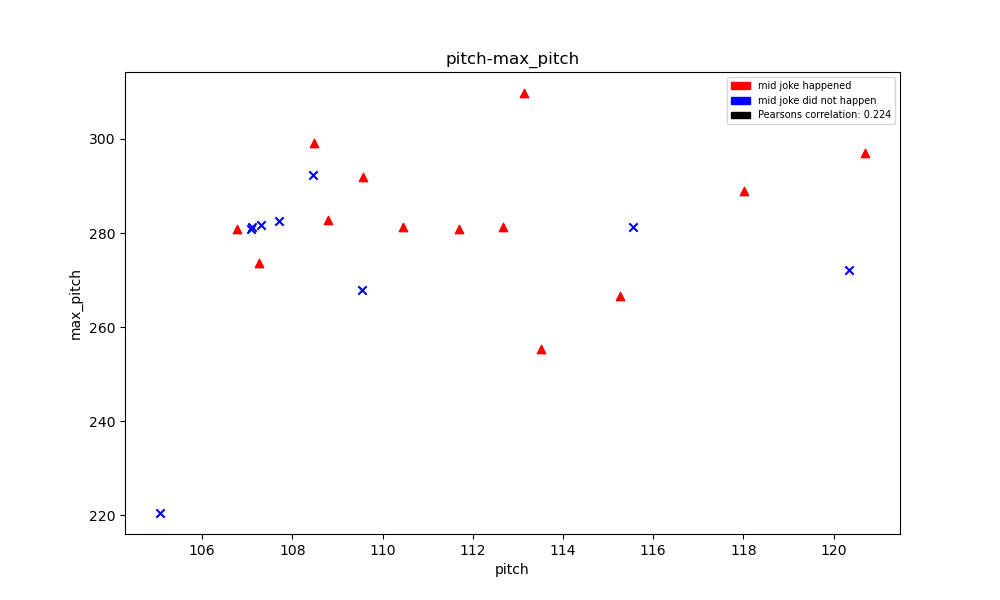 pitch-max_pitch
mid joke happened
mid joke did not happen
Pearsons correlation: 0.224
max_pitch
300
280
260
240
220
106 108 110 112 114 116 118 120
pitch